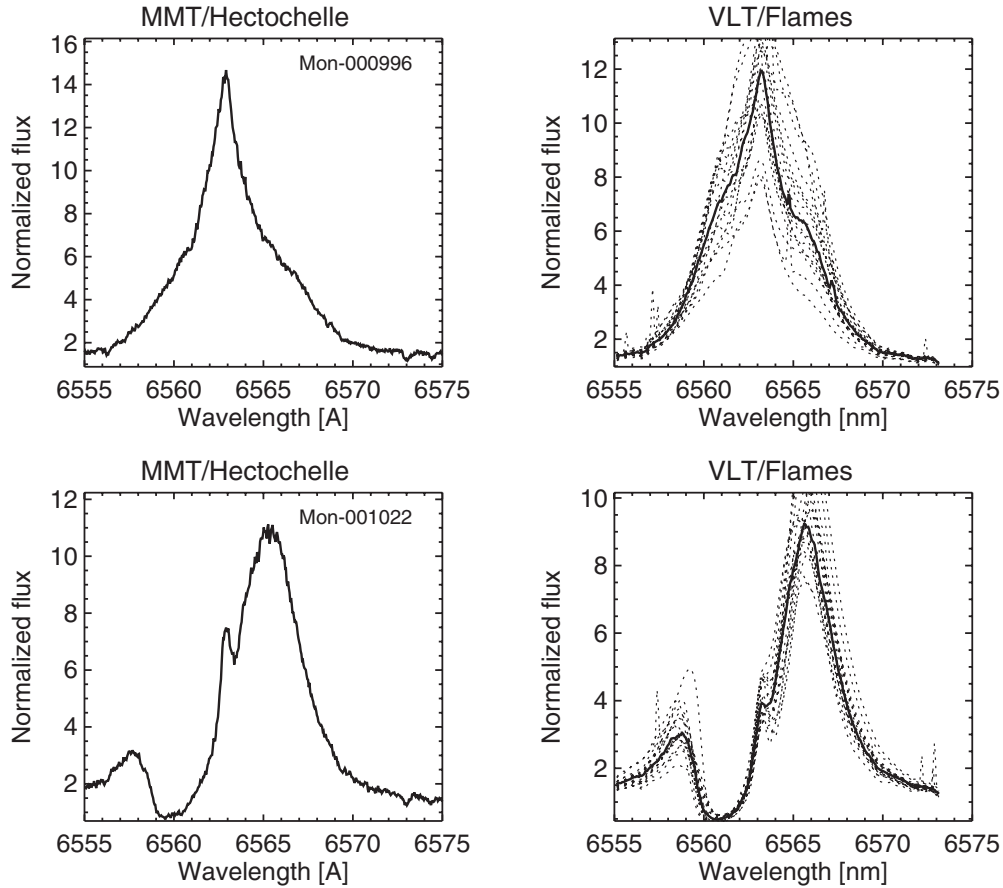 MMT/Hectochelle
Mon-000996
Normalized flux
16
14
12
10
8
6
4
2
6555 6560 6565 6570 6575
Wavelength [A]
VLT/Flames
Normalized flux
12
10
8
6
4
2
6555 6560 6565 6570 6575
Wavelength [nm]
MMT/Hectochelle
Mon-001022
Normalized flux
12
10
8
6
4
2
6555 6560 6565 6570 6575
Wavelength [A]
VLT/Flames
Normalized flux
10
8
6
4
2
6555 6560 6565 6570 6575
Wavelength [nm]